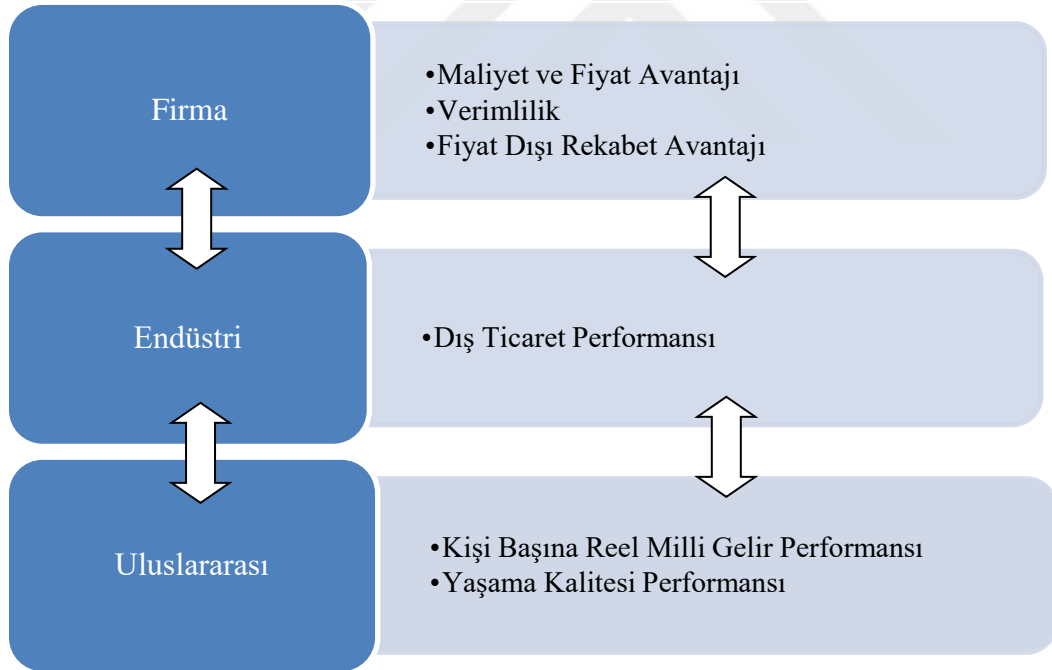 Firma
•Maliyet ve Fiyat Avantajı
•Verimlilik
•Fiyat Dışı Rekabet Avantajı
Endüstri
•Dış Ticaret Performansı
Uluslararası
•Kişi Başına Reel Milli Gelir Performansı
•Yaşama Kalitesi Performansı